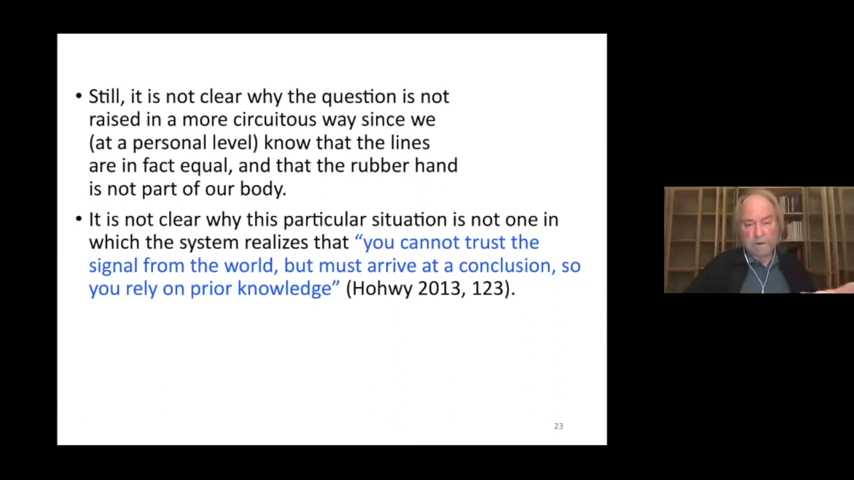 • Still, it is not clear why the question is not
raised in a more circuitous way since we
(at a personal level) know that the lines
are in fact equal, and that the rubber hand
is not part of our body.
• It is not clear why this particular situation is not one in
which the system realizes that “you cannot trust the
signal from the world, but must arrive at a conclusion, so
you rely on prior knowledge” (Hohwy 2013, 123).
23